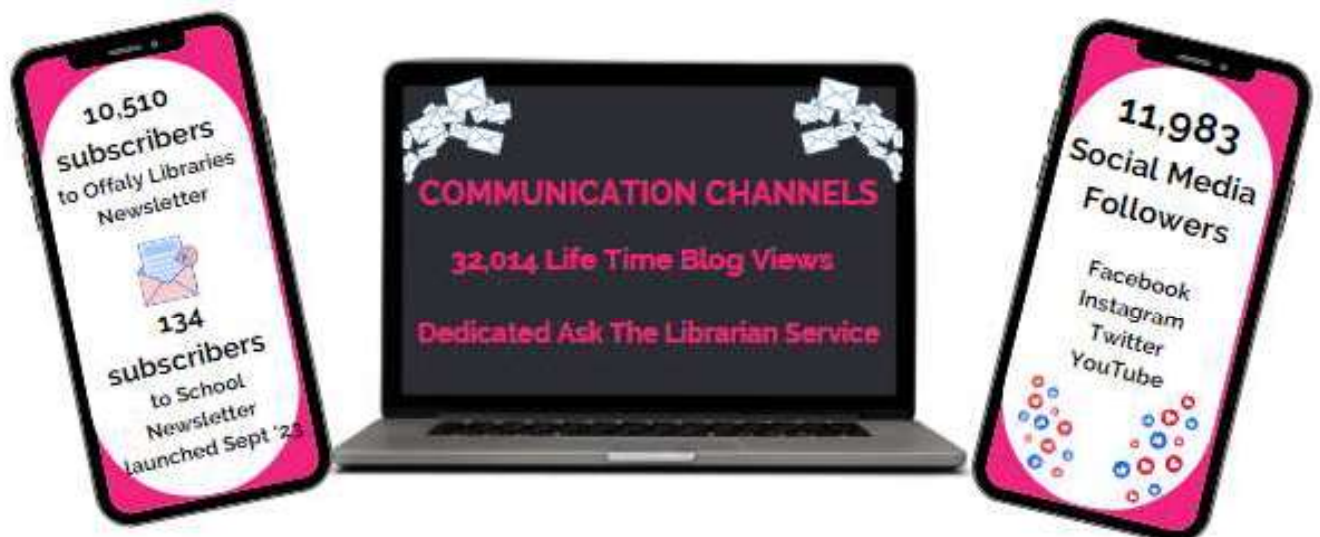 10,510
subscribers
to Offaly Libraries
Newsletter
134
subscribers
to School
Newsletter
launched Sept '23
COMMUNICATION CHANNELS
32,014 Life Time Blog Views
Dedicated Ask The Librarian Service
11,983
Social Media
Followers
Facebook
Instagram
Twitter
YouTube